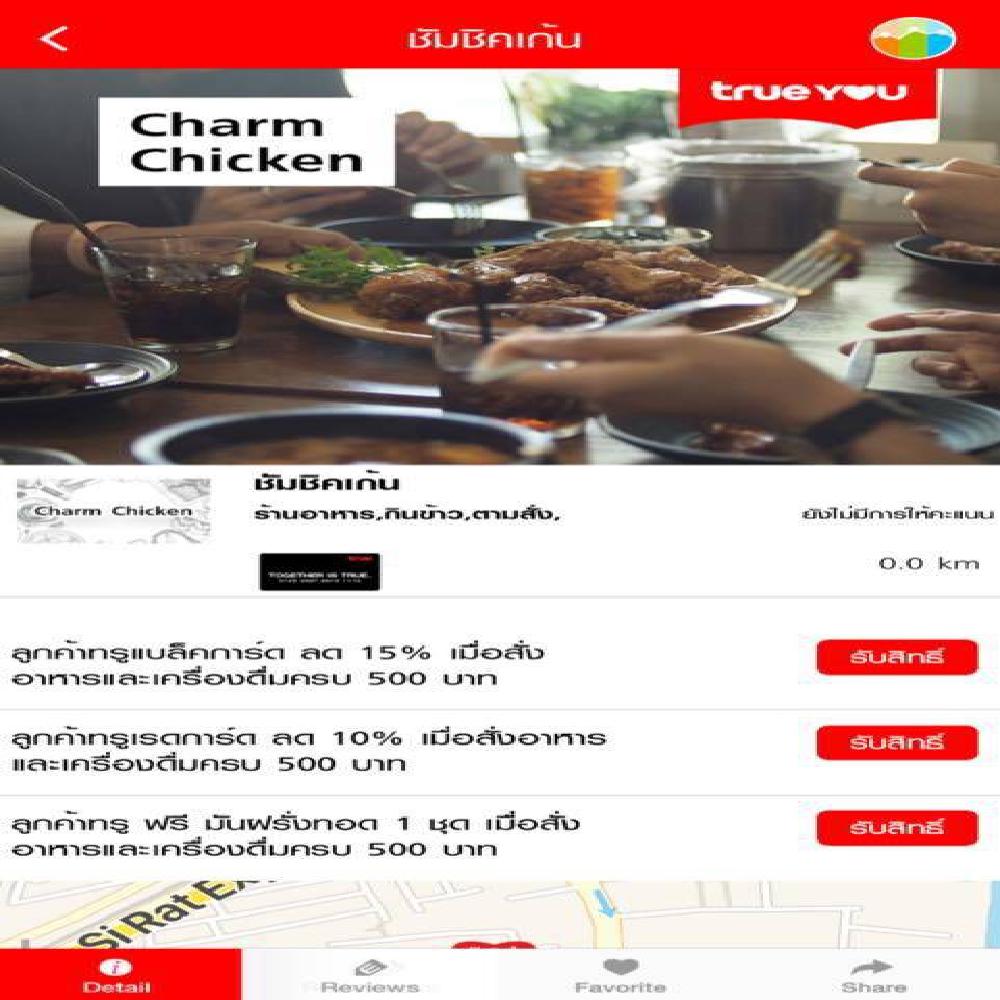 ชัมชิคเก้น
trueyou
Charm
Chicken
Charm Chicken
ชัมชิคเก้น
ร้านอาหาร,กินข้าว,ตามสั่ง,
ยังไม่มีการให้คะแนน
TOGETHER IS TRUE
0.0 km
ลูกค้าทรูแบล็คการ์ด ลด 15% เมื่อสั่ง
อาหารและเครื่องดื่มครบ 500 บาท
รับสิทธิ์
ลูกค้าทรูเรดการ์ด ลด 10% เมื่อสั่งอาหาร
และเครื่องดื่มครบ 500 บาท
รับสิทธิ์
ลูกค้าทรู ฟรี มันฝรั่งทอด 1 ชุด เมื่อสั่ง
อาหารและเครื่องดื่มครบ 500 บาท
รับสิทธิ์
Si Rat
Detail
Reviews
Favorite
Share